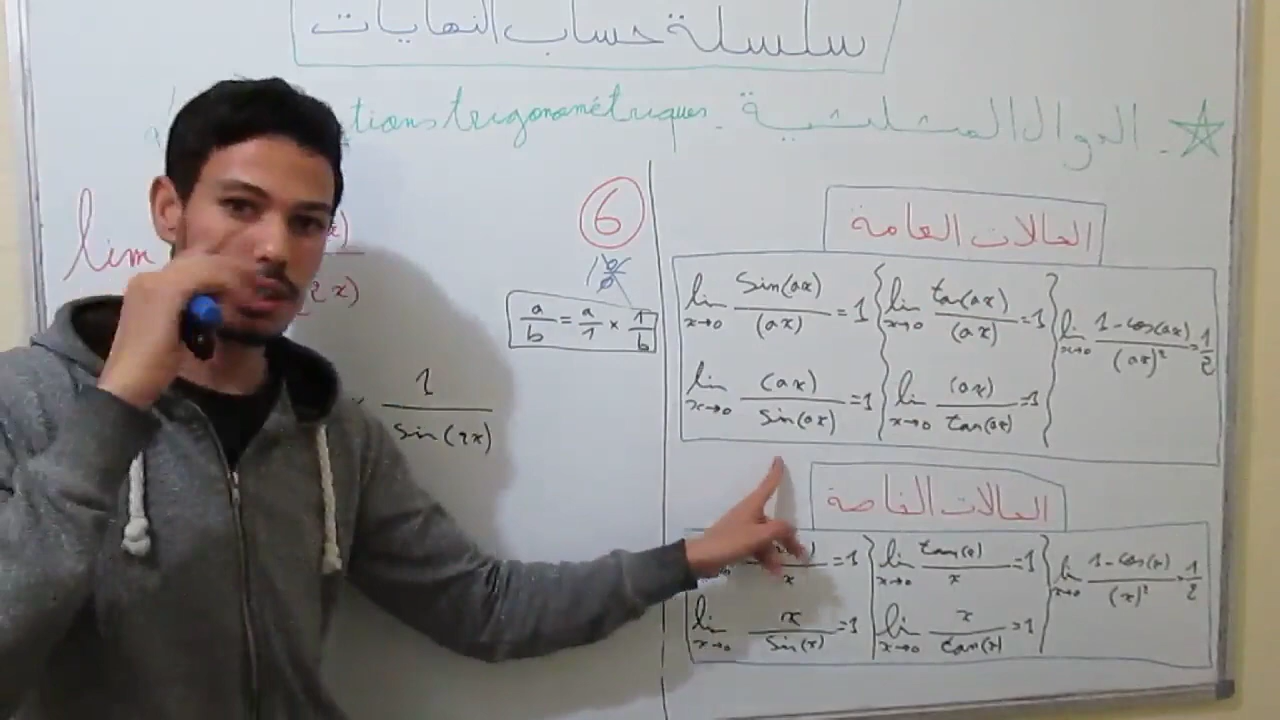 سلسلة حساب النهايات
tions trigonométriques - الدوال المثلثية -
lim x)
2x)
6
a/b = a/1 × 1/b
× 1/sin(2x)
الحالات العامة
lim x→0 sin(ax)/(ax) = 1 lim x→0 tan(ax)/(ax) = 1 lim x→0 1-cos(ax)/(ax)² = 1/2
lim x→0 (ax)/sin(ax) = 1 lim x→0 (ax)/tan(ax) = 1
الحالات الخاصة
x = 1 lim x→0 tan(x)/x = 1 lim x→0 1-cos(x)/(x)² = 1/2
lim x→0 x/sin(x) = 1 lim x→0 x/tan(x) = 1